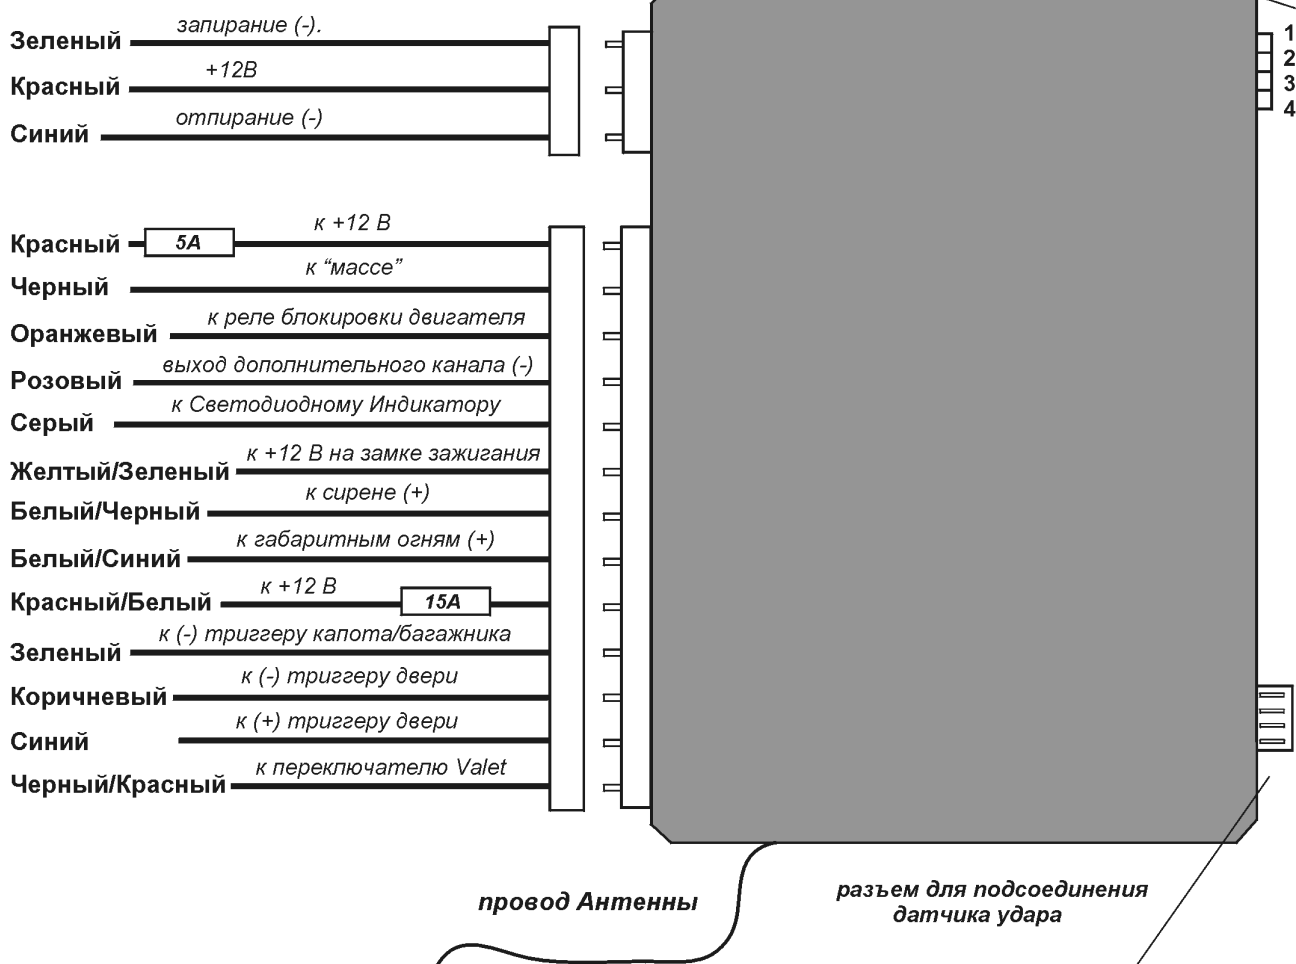 Зеленый запирание (-).
Красный +12В
Синий отпирание (-)
1
2
3
4
Красный 5А к +12 В
Черный к “массе”
Оранжевый к реле блокировки двигателя
Розовый выход дополнительного канала (-)
Серый к Светодиодному Индикатору
Желтый/Зеленый к +12 В на замке зажигания
Белый/Черный к сирене (+)
Белый/Синий к габаритным огням (+)
Красный/Белый к +12 В 15А
Зеленый к (-) триггеру капота/багажника
Коричневый к (-) триггеру двери
Синий к (+) триггеру двери
Черный/Красный к переключателю Valet
провод Антенны
разъем для подсоединения
датчика удара